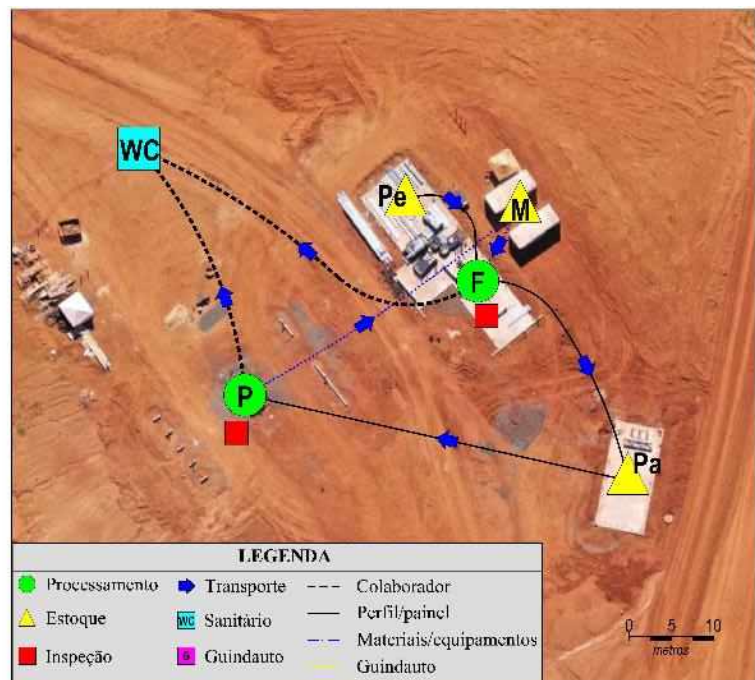 WC
Pe
M
F
P
Pa
LEGENDA
Processamento
Transporte
Colaborador
Estoque
WC
Sanitário
Perfil/painel
Inspeção
G
Guindauto
Materiais/equipamentos
Guindauto
0 5 10
metros